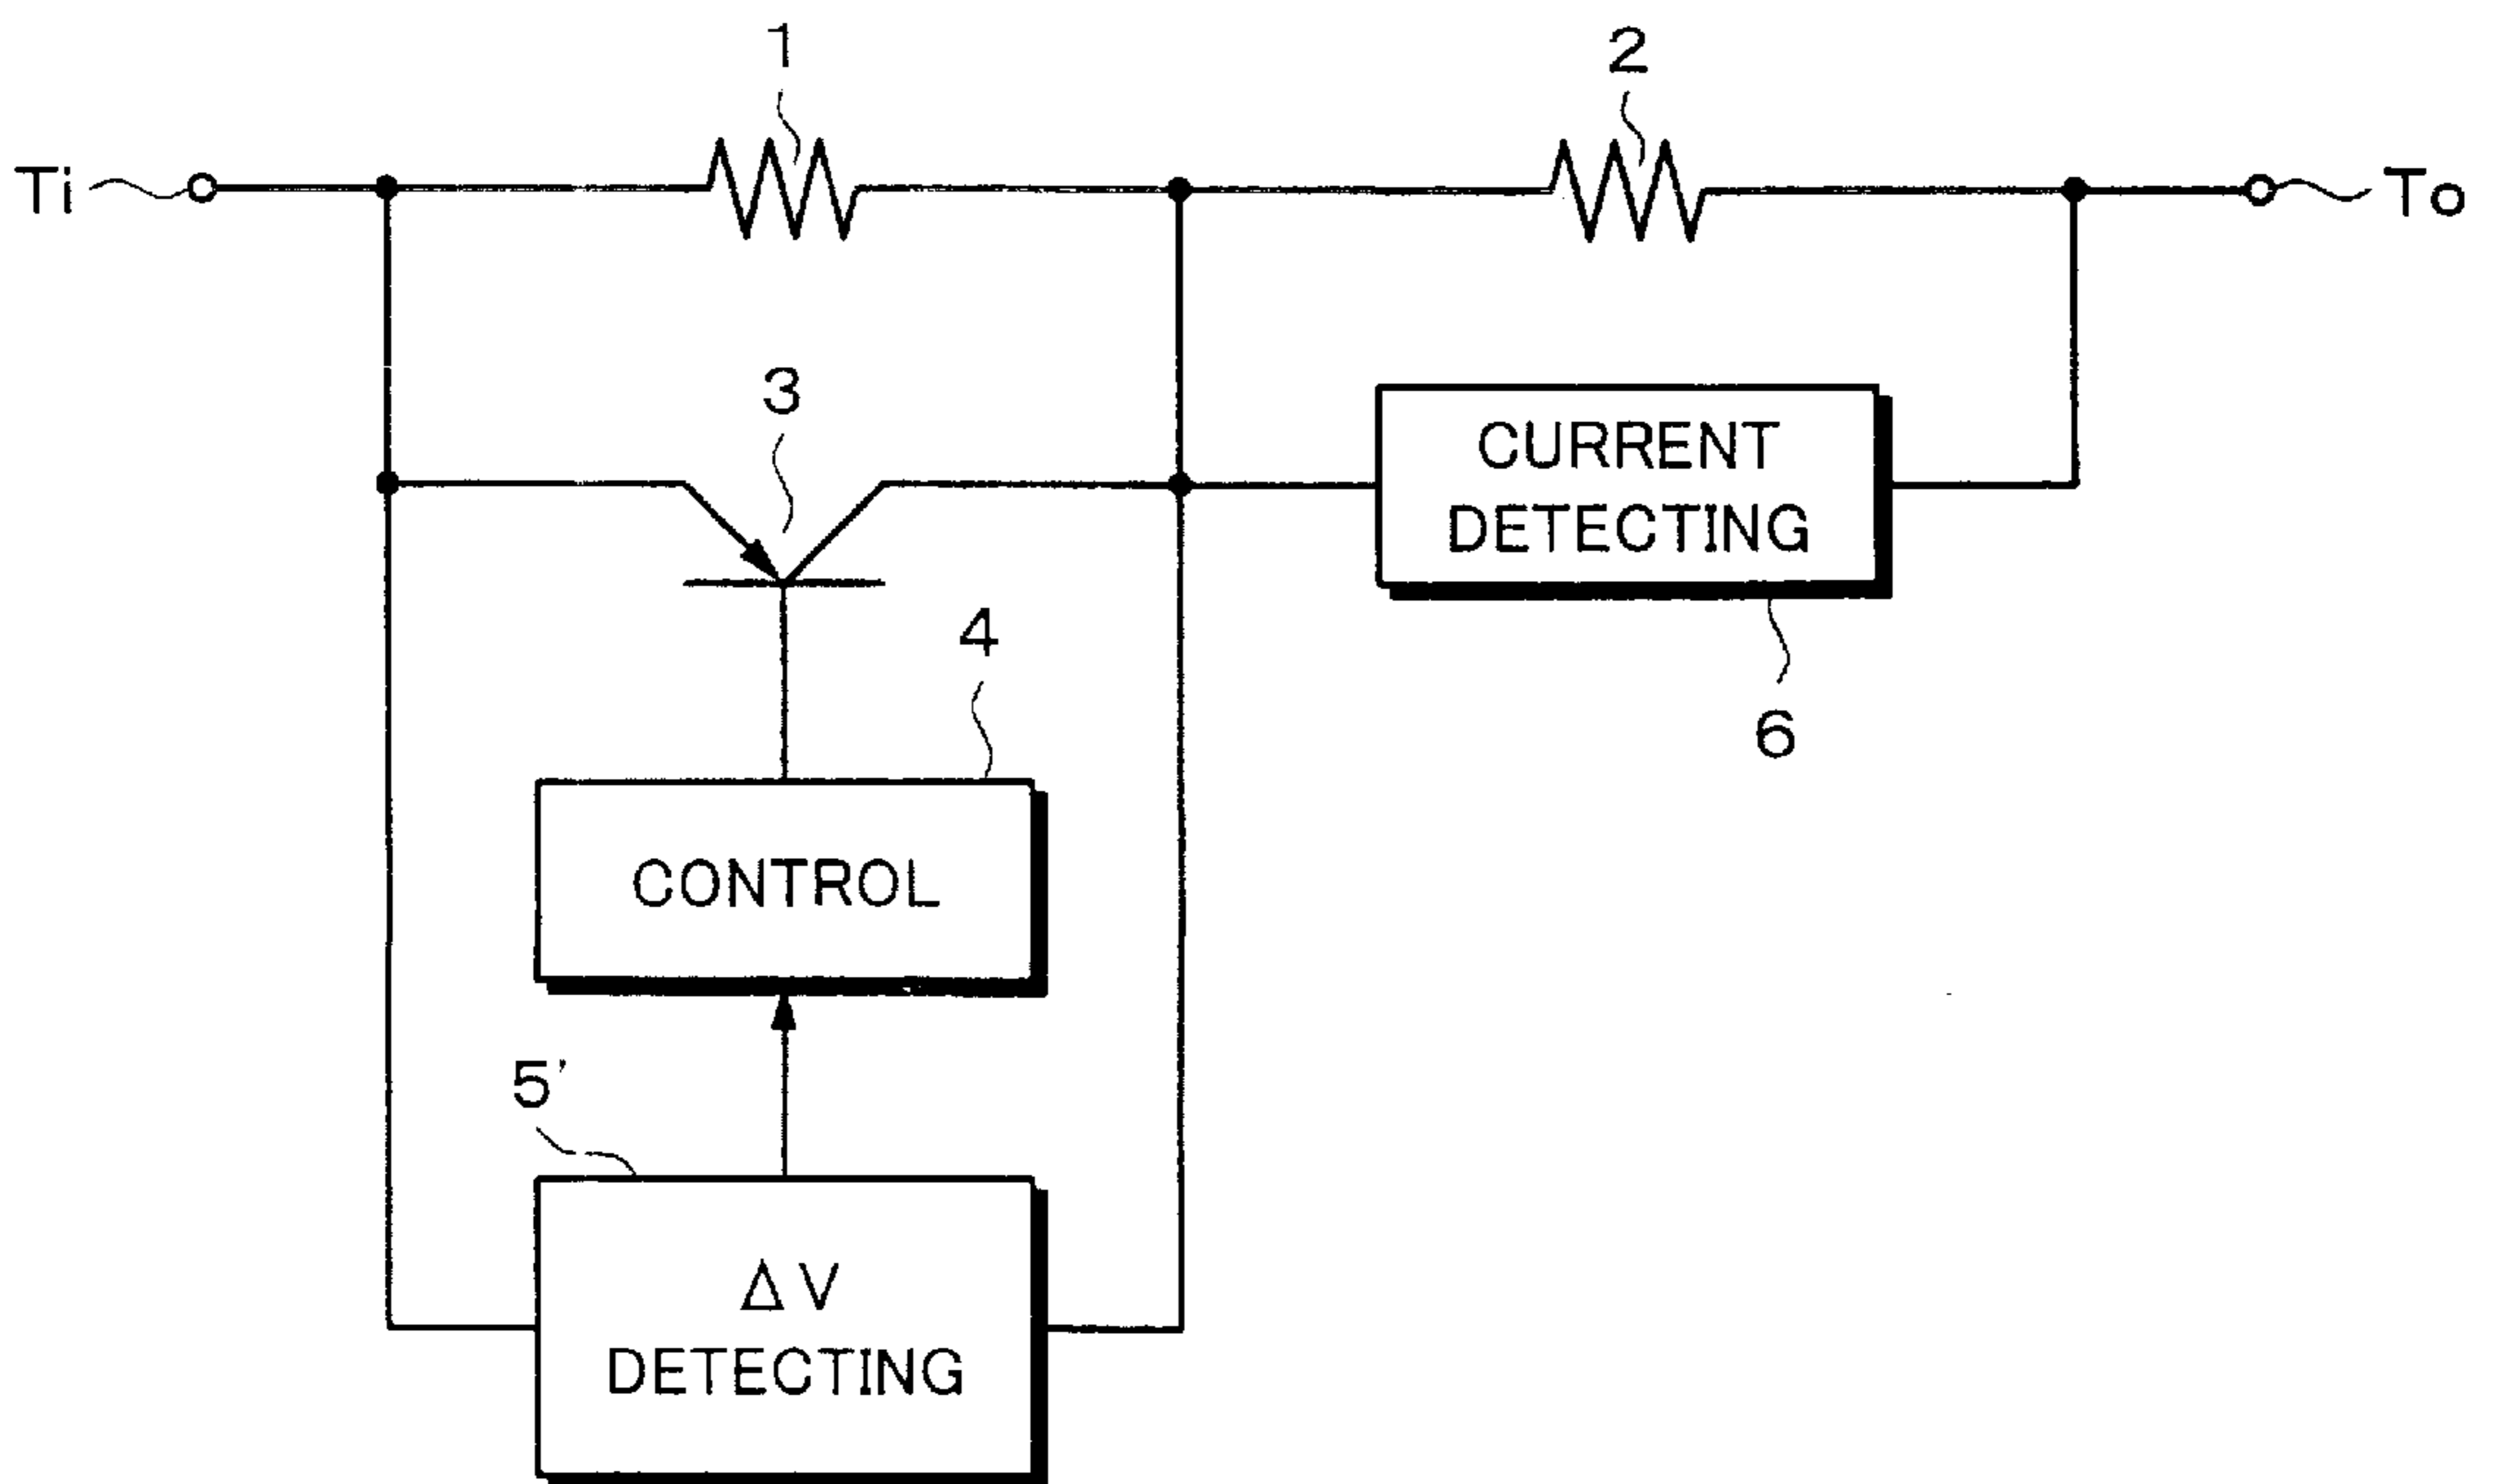 1
2
Ti
To
3
CURRENT
DETECTING
4
6
CONTROL
5'
ΔV
DETECTING